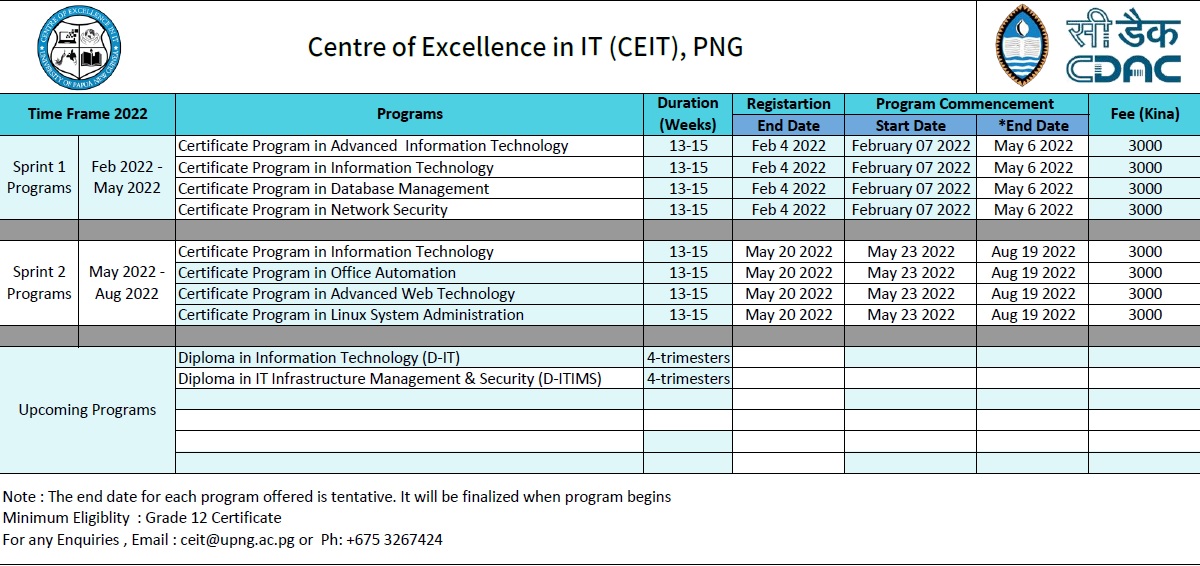 CENTRE OF EXCELLENCE IN IT
UNIVERSITY OF PAPUA NEW GUINEA
Centre of Excellence in IT (CEIT), PNG
सी डैक
CDAC
Time Frame 2022 Programs Duration (Weeks) Registartion End Date Program Commencement Start Date *End Date Fee (Kina)
Sprint 1 Programs Feb 2022 - May 2022
Certificate Program in Advanced Information Technology 13-15 Feb 4 2022 February 07 2022 May 6 2022 3000
Certificate Program in Information Technology 13-15 Feb 4 2022 February 07 2022 May 6 2022 3000
Certificate Program in Database Management 13-15 Feb 4 2022 February 07 2022 May 6 2022 3000
Certificate Program in Network Security 13-15 Feb 4 2022 February 07 2022 May 6 2022 3000
Sprint 2 Programs May 2022 - Aug 2022
Certificate Program in Information Technology 13-15 May 20 2022 May 23 2022 Aug 19 2022 3000
Certificate Program in Office Automation 13-15 May 20 2022 May 23 2022 Aug 19 2022 3000
Certificate Program in Advanced Web Technology 13-15 May 20 2022 May 23 2022 Aug 19 2022 3000
Certificate Program in Linux System Administration 13-15 May 20 2022 May 23 2022 Aug 19 2022 3000
Upcoming Programs
Diploma in Information Technology (D-IT) 4-trimesters
Diploma in IT Infrastructure Management & Security (D-ITIMS) 4-trimesters
Note : The end date for each program offered is tentative. It will be finalized when program begins
Minimum Eligiblity : Grade 12 Certificate
For any Enquiries , Email : ceit@upng.ac.pg or Ph: +675 3267424